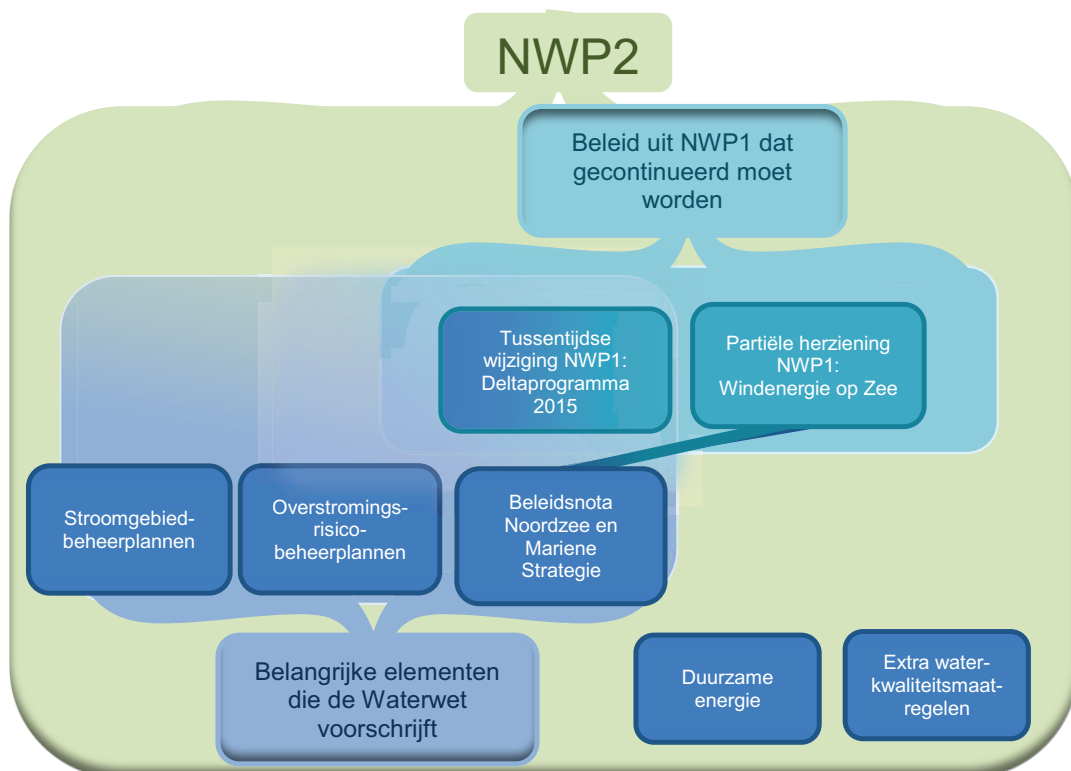 NWP2
Beleid uit NWP1 dat
gecontinueerd moet
worden
Tussentijdse
wijziging NWP1:
Deltaprogramma
2015
Partiële herziening
NWP1:
Windenergie op Zee
Stroomgebied-
beheerplannen
Overstromings-
risico-
beheerplannen
Beleidsnota
Noordzee en
Mariene
Strategie
Belangrijke elementen
die de Waterwet
voorschrijft
Duurzame
energie
Extra water-
kwaliteitsmaat-
regelen